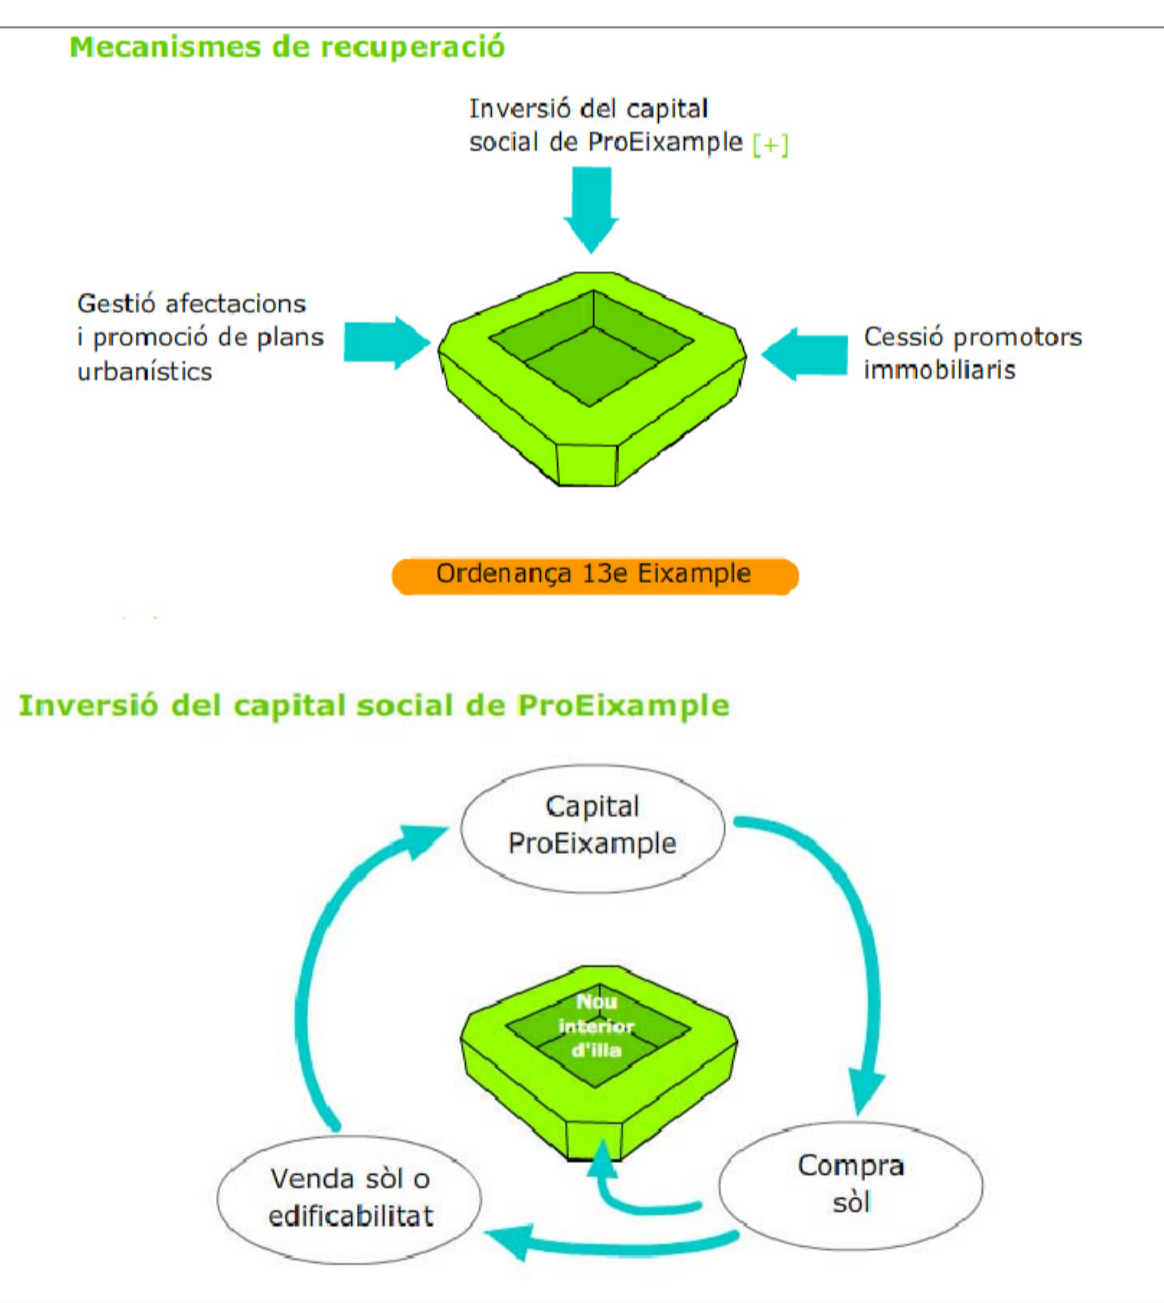 Mecanismes de recuperació
Inversió del capital
social de ProEixample [+]
Gestió afectacions
i promoció de plans
urbanístics
Cessió promotors
immobiliaris
Ordenança 13e Eixample
Inversió del capital social de ProEixample
Capital
ProEixample
Nou
interior
d'illa
Venda sòl o
edificabilitat
Compra
sòl